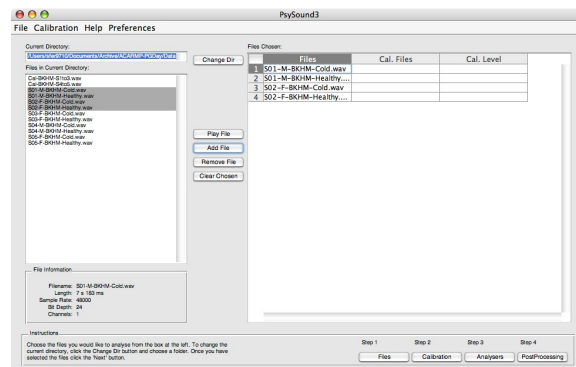 PsySound3
File Calibration Help Preferences
Current Directory:
Change Dir
Files in Current Directory:
Cal-BKHM-S1to3.wav
Cal-BKHM-S4to5.wav
S01-M-BKHM-Cold.wav
S01-M-BKHM-Healthy.wav
S02-F-BKHM-Cold.wav
S02-F-BKHM-Healthy.wav
S03-F-BKHM-Cold.wav
S03-F-BKHM-Healthy.wav
S04-M-BKHM-Cold.wav
S04-M-BKHM-Healthy.wav
S05-F-BKHM-Cold.wav
S05-F-BKHM-Healthy.wav
Play File
Add File
Remove File
Clear Chosen
Files Chosen:
Files Cal. Files Cal. Level
1 S01-M-BKHM-Cold.wav
2 S01-M-BKHM-Healthy....
3 S02-F-BKHM-Cold.wav
4 S02-F-BKHM-Healthy....
File Information
Filename: S01-M-BKHM-Cold.wav
Length: 7 s 163 ms
Sample Rate: 48000
Bit Depth: 24
Channels: 1
Instructions
Choose the files you would like to analyse from the box at the left. To change the
current directory, click the Change Dir button and choose a folder. Once you have
selected the files click the 'Next' button.
Step 1 Step 2 Step 3 Step 4
Files Calibration Analysers PostProcessing